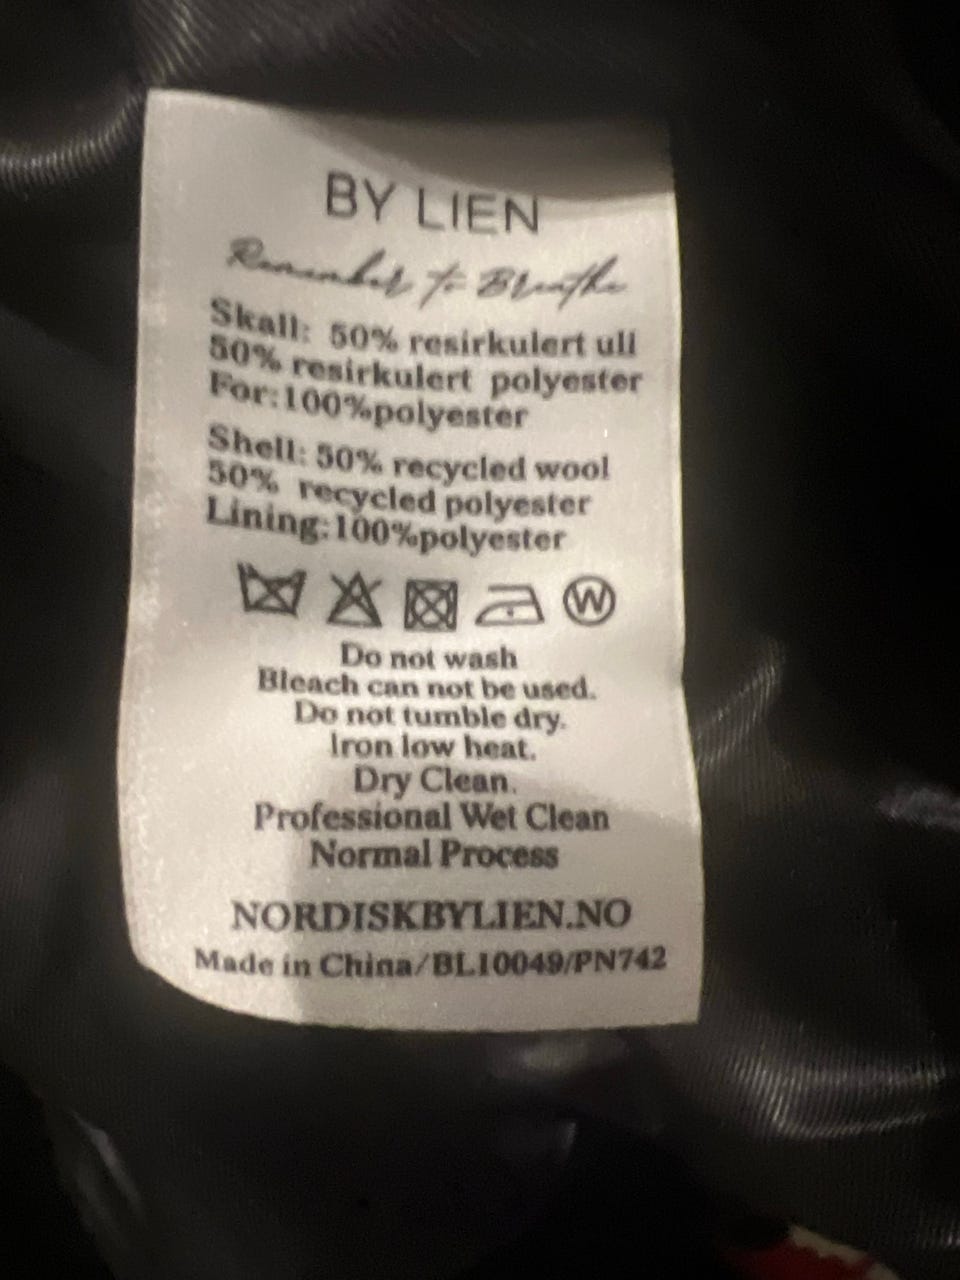 BY LIEN
Remember to Breathe
Skall: 50% resirkulert ull
50% resirkulert polyester
For:100%polyester
Shell: 50% recycled wool
50% recycled polyester
Lining:100%polyester
W
Do not wash
Bleach can not be used.
Do not tumble dry.
Iron low heat.
Dry Clean.
Professional Wet Clean
Normal Process
NORDISKBYLIEN.NO
Made in China/BL10049/PN742